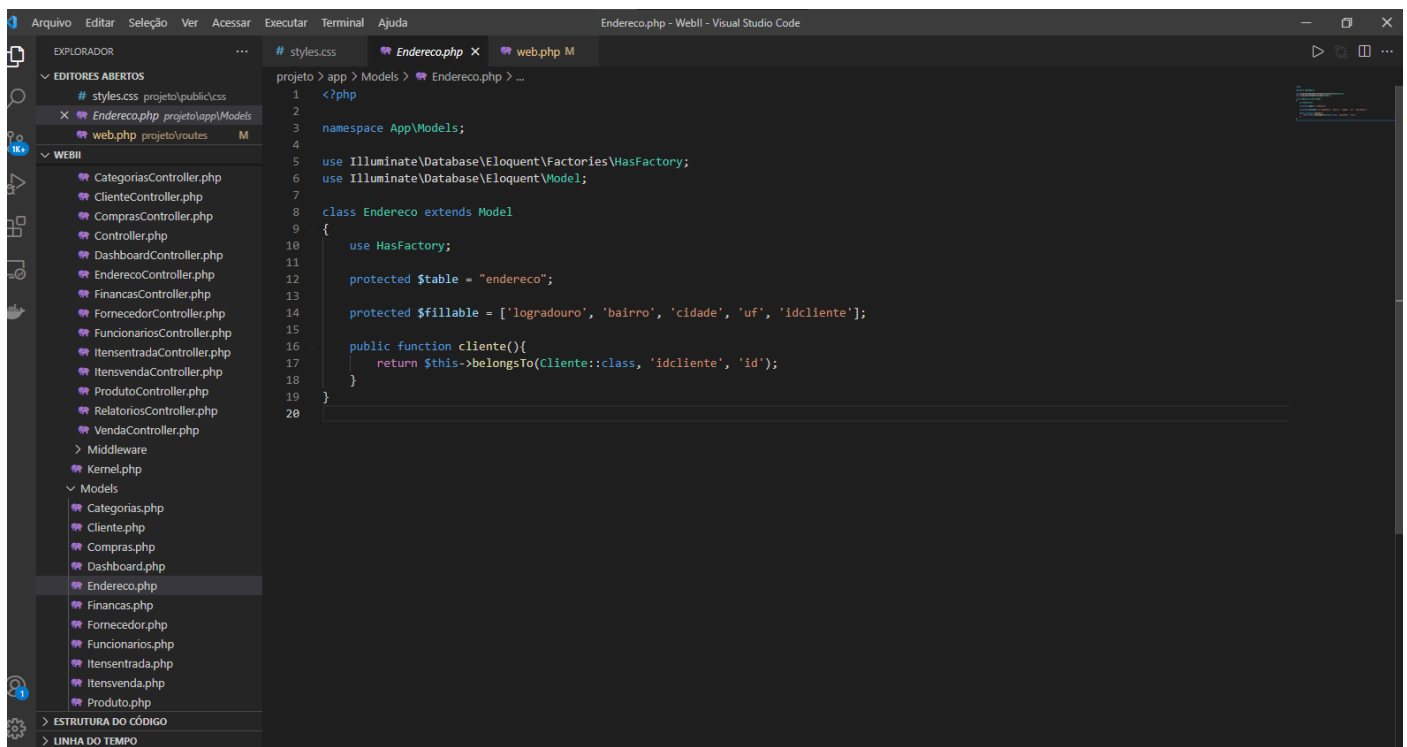 Arquivo Editar Seleção Ver Acessar Executar Terminal Ajuda
Endereco.php - WebII - Visual Studio Code
EXPLORADOR
EDITORES ABERTOS
# styles.css projeto\public\css
Endereco.php projeto\app\Models
web.php projeto\routes M
1K+
WEBII
CategoriasController.php
ClienteController.php
ComprasController.php
Controller.php
DashboardController.php
EnderecoController.php
FinancasController.php
FornecedorController.php
FuncionariosController.php
ItensentradaController.php
ItensvendaController.php
ProdutoController.php
RelatoriosController.php
VendaController.php
Middleware
Kernel.php
Models
Categorias.php
Cliente.php
Compras.php
Dashboard.php
Endereco.php
Financas.php
Fornecedor.php
Funcionarios.php
Itensentrada.php
Itensvenda.php
Produto.php
1
ESTRUTURA DO CÓDIGO
LINHA DO TEMPO
# styles.css Endereco.php web.php M
projeto > app > Models > Endereco.php > ...
1 <?php
2
3 namespace App\Models;
4
5 use Illuminate\Database\Eloquent\Factories\HasFactory;
6 use Illuminate\Database\Eloquent\Model;
7
8 class Endereco extends Model
9 {
10 use HasFactory;
11
12 protected $table = "endereco";
13
14 protected $fillable = ['logradouro', 'bairro', 'cidade', 'uf', 'idcliente'];
15
16 public function cliente(){
17 return $this->belongsTo(Cliente::class, 'idcliente', 'id');
18 }
19 }
20